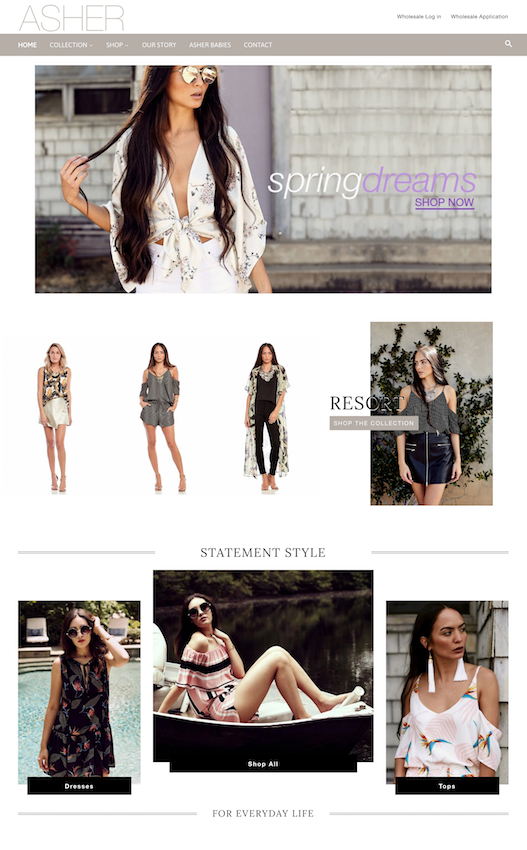 ASHER
Wholesale Log in Wholesale Application
HOME COLLECTION SHOP OUR STORY ASHER BABIES CONTACT
springdreams
SHOP NOW
RESORT
SHOP THE COLLECTION
STATEMENT STYLE
Dresses
Shop All
Tops
FOR EVERYDAY LIFE